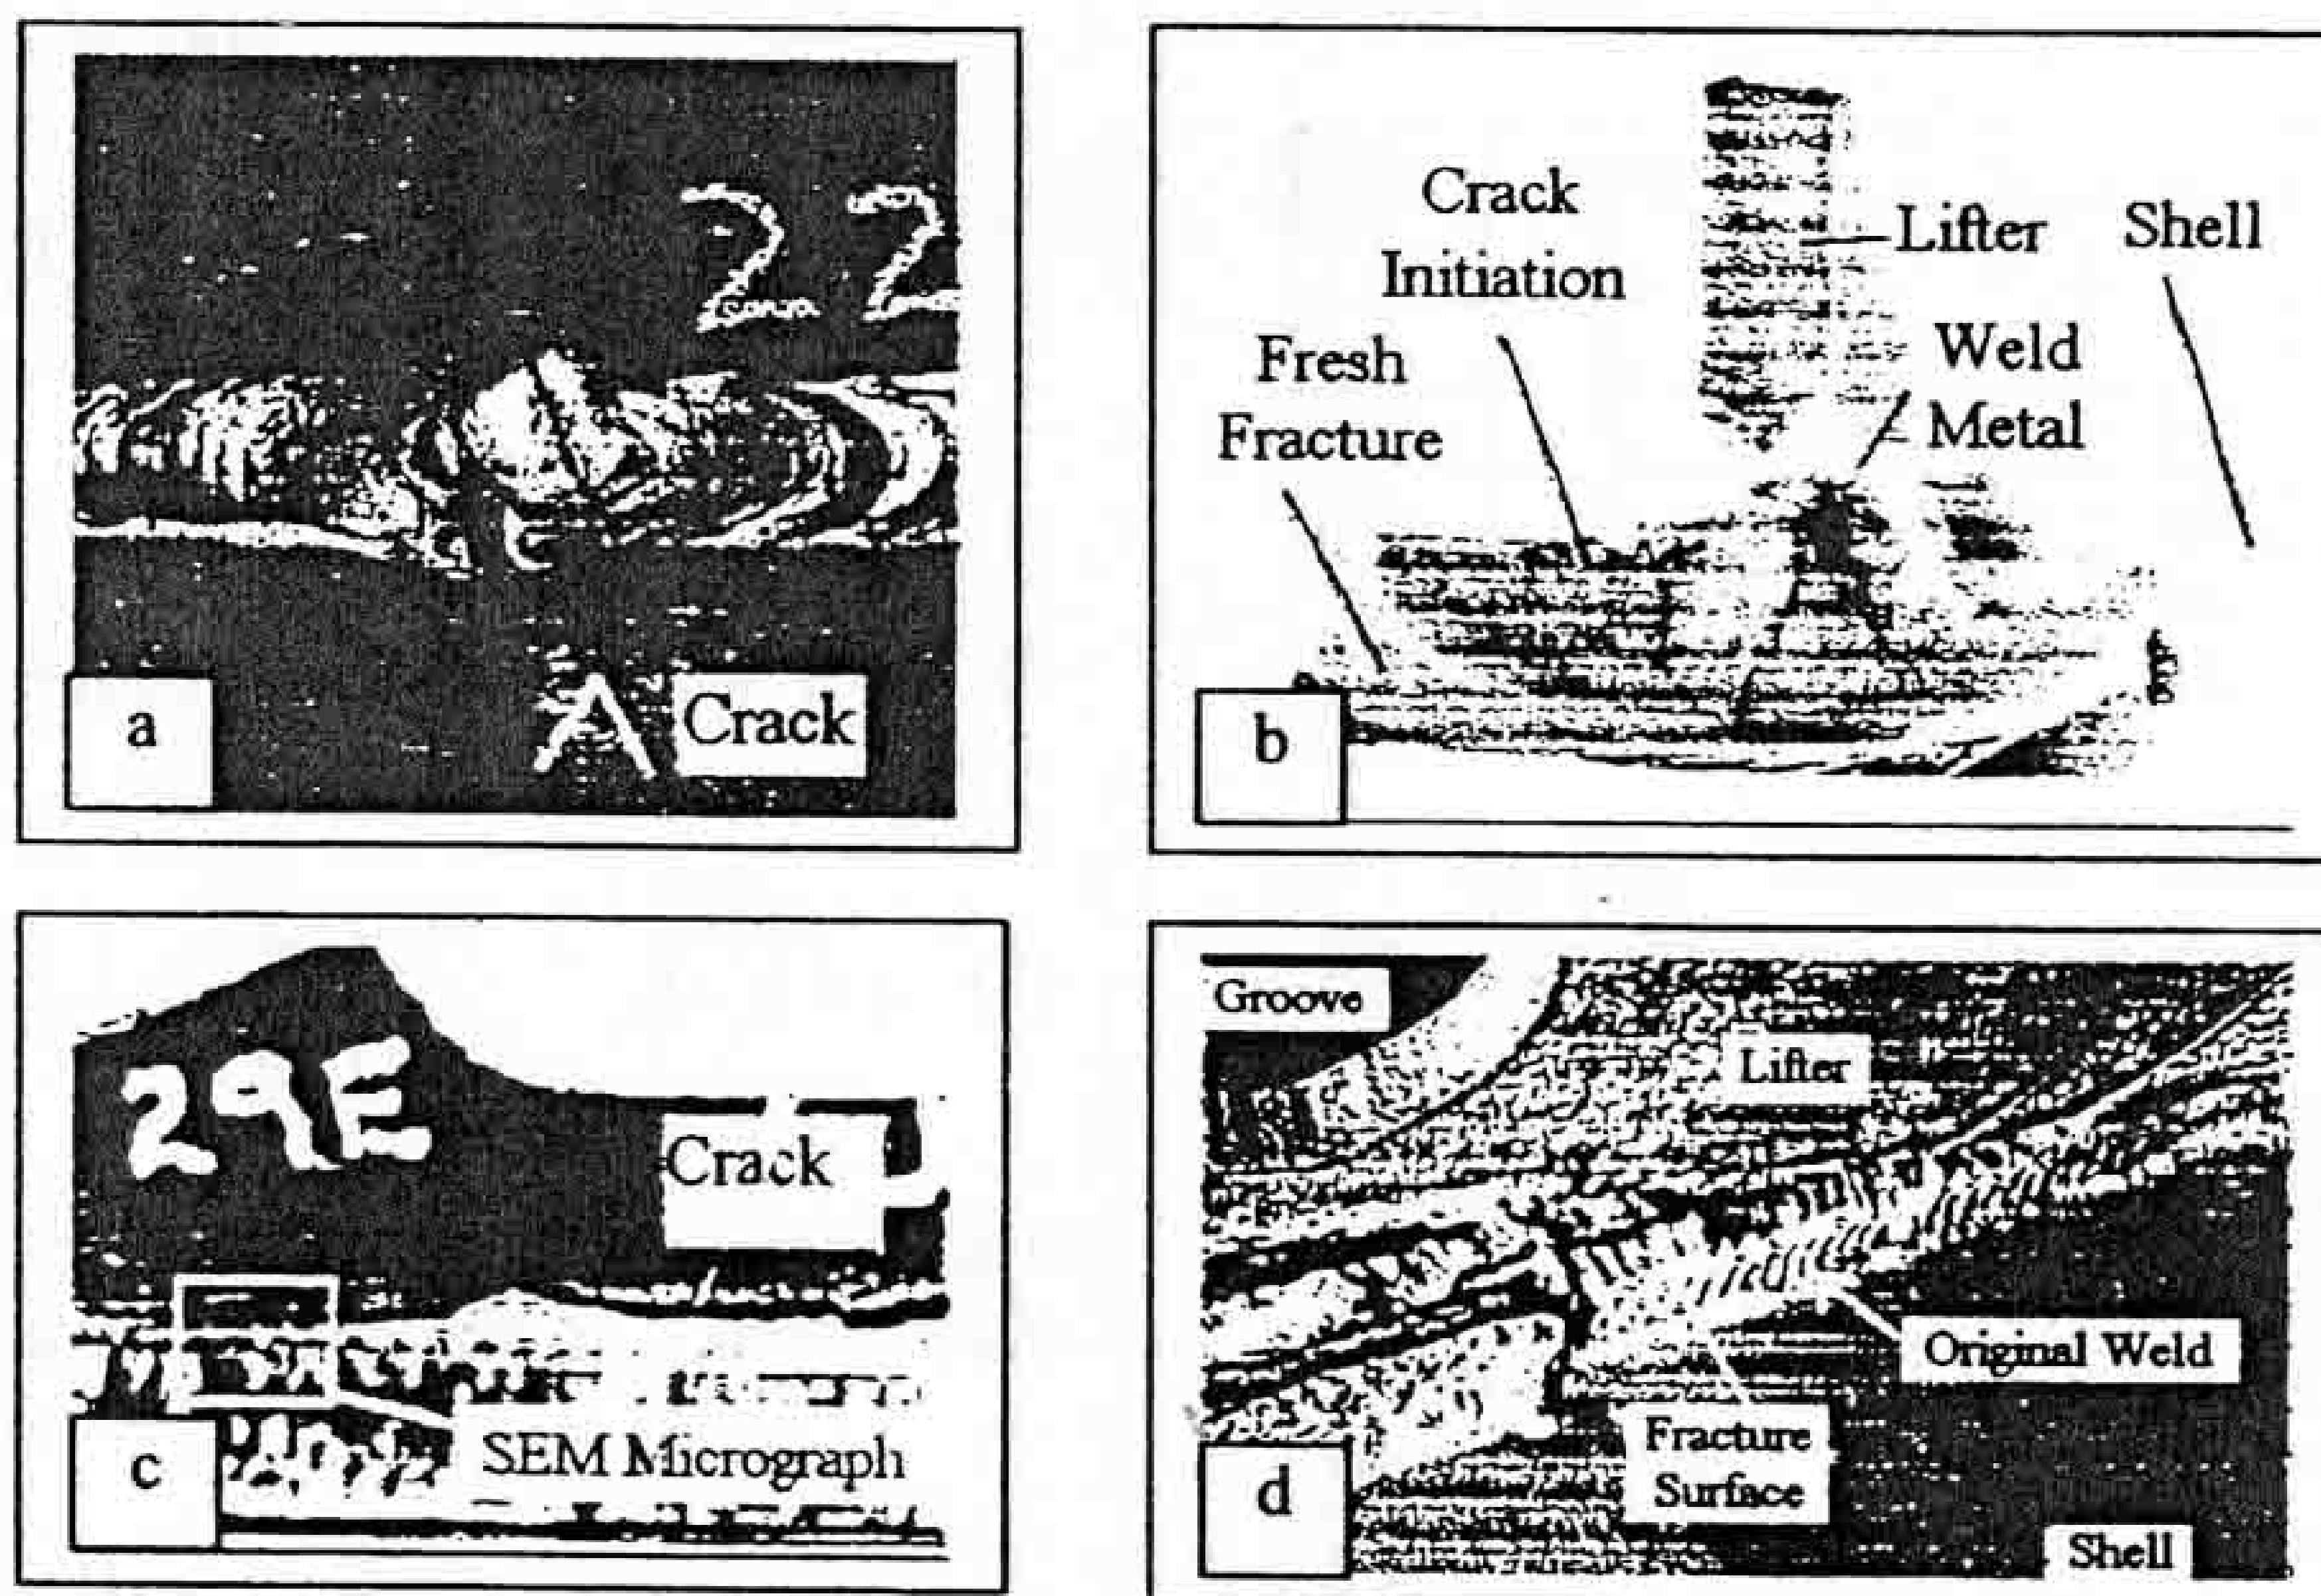 22
A
Crack
a
Crack
Initiation
Fresh
Fracture
Lifter
Shell
Weld
Metal
b
29E
Crack
SEM Micrograph
c
Groove
Lifter
Original Weld
Fracture
Surface
Shell
d